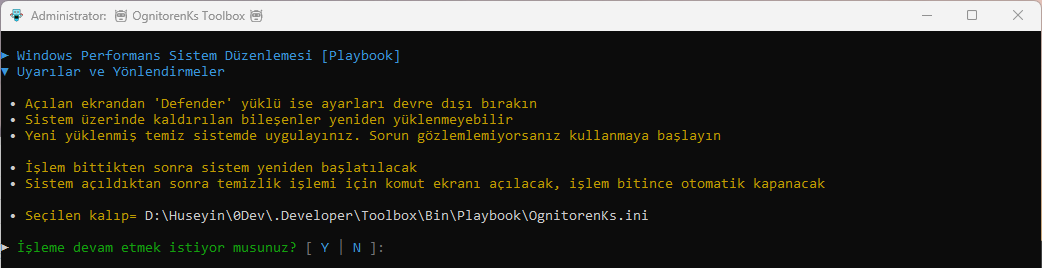 Administrator: OgnitorenKs Toolbox
► Windows Performans Sistem Düzenlemesi [Playbook]
▼ Uyarılar ve Yönlendirmeler
• Açılan ekrandan 'Defender' yüklü ise ayarları devre dışı bırakın
• Sistem üzerinde kaldırılan bileşenler yeniden yüklenmeyebilir
• Yeni yüklenmiş temiz sistemde uygulayınız. Sorun gözlemlemiyorsanız kullanmaya başlayın
• İşlem bittikten sonra sistem yeniden başlatılacak
• Sistem açıldıktan sonra temizlik işlemi için komut ekranı açılacak, işlem bitince otomatik kapanacak
• Seçilen kalıp= D:\Huseyin\0Dev\.Developer\Toolbox\Bin\Playbook\OgnitorenKs.ini
► İşleme devam etmek istiyor musunuz? [ Y │ N ]: